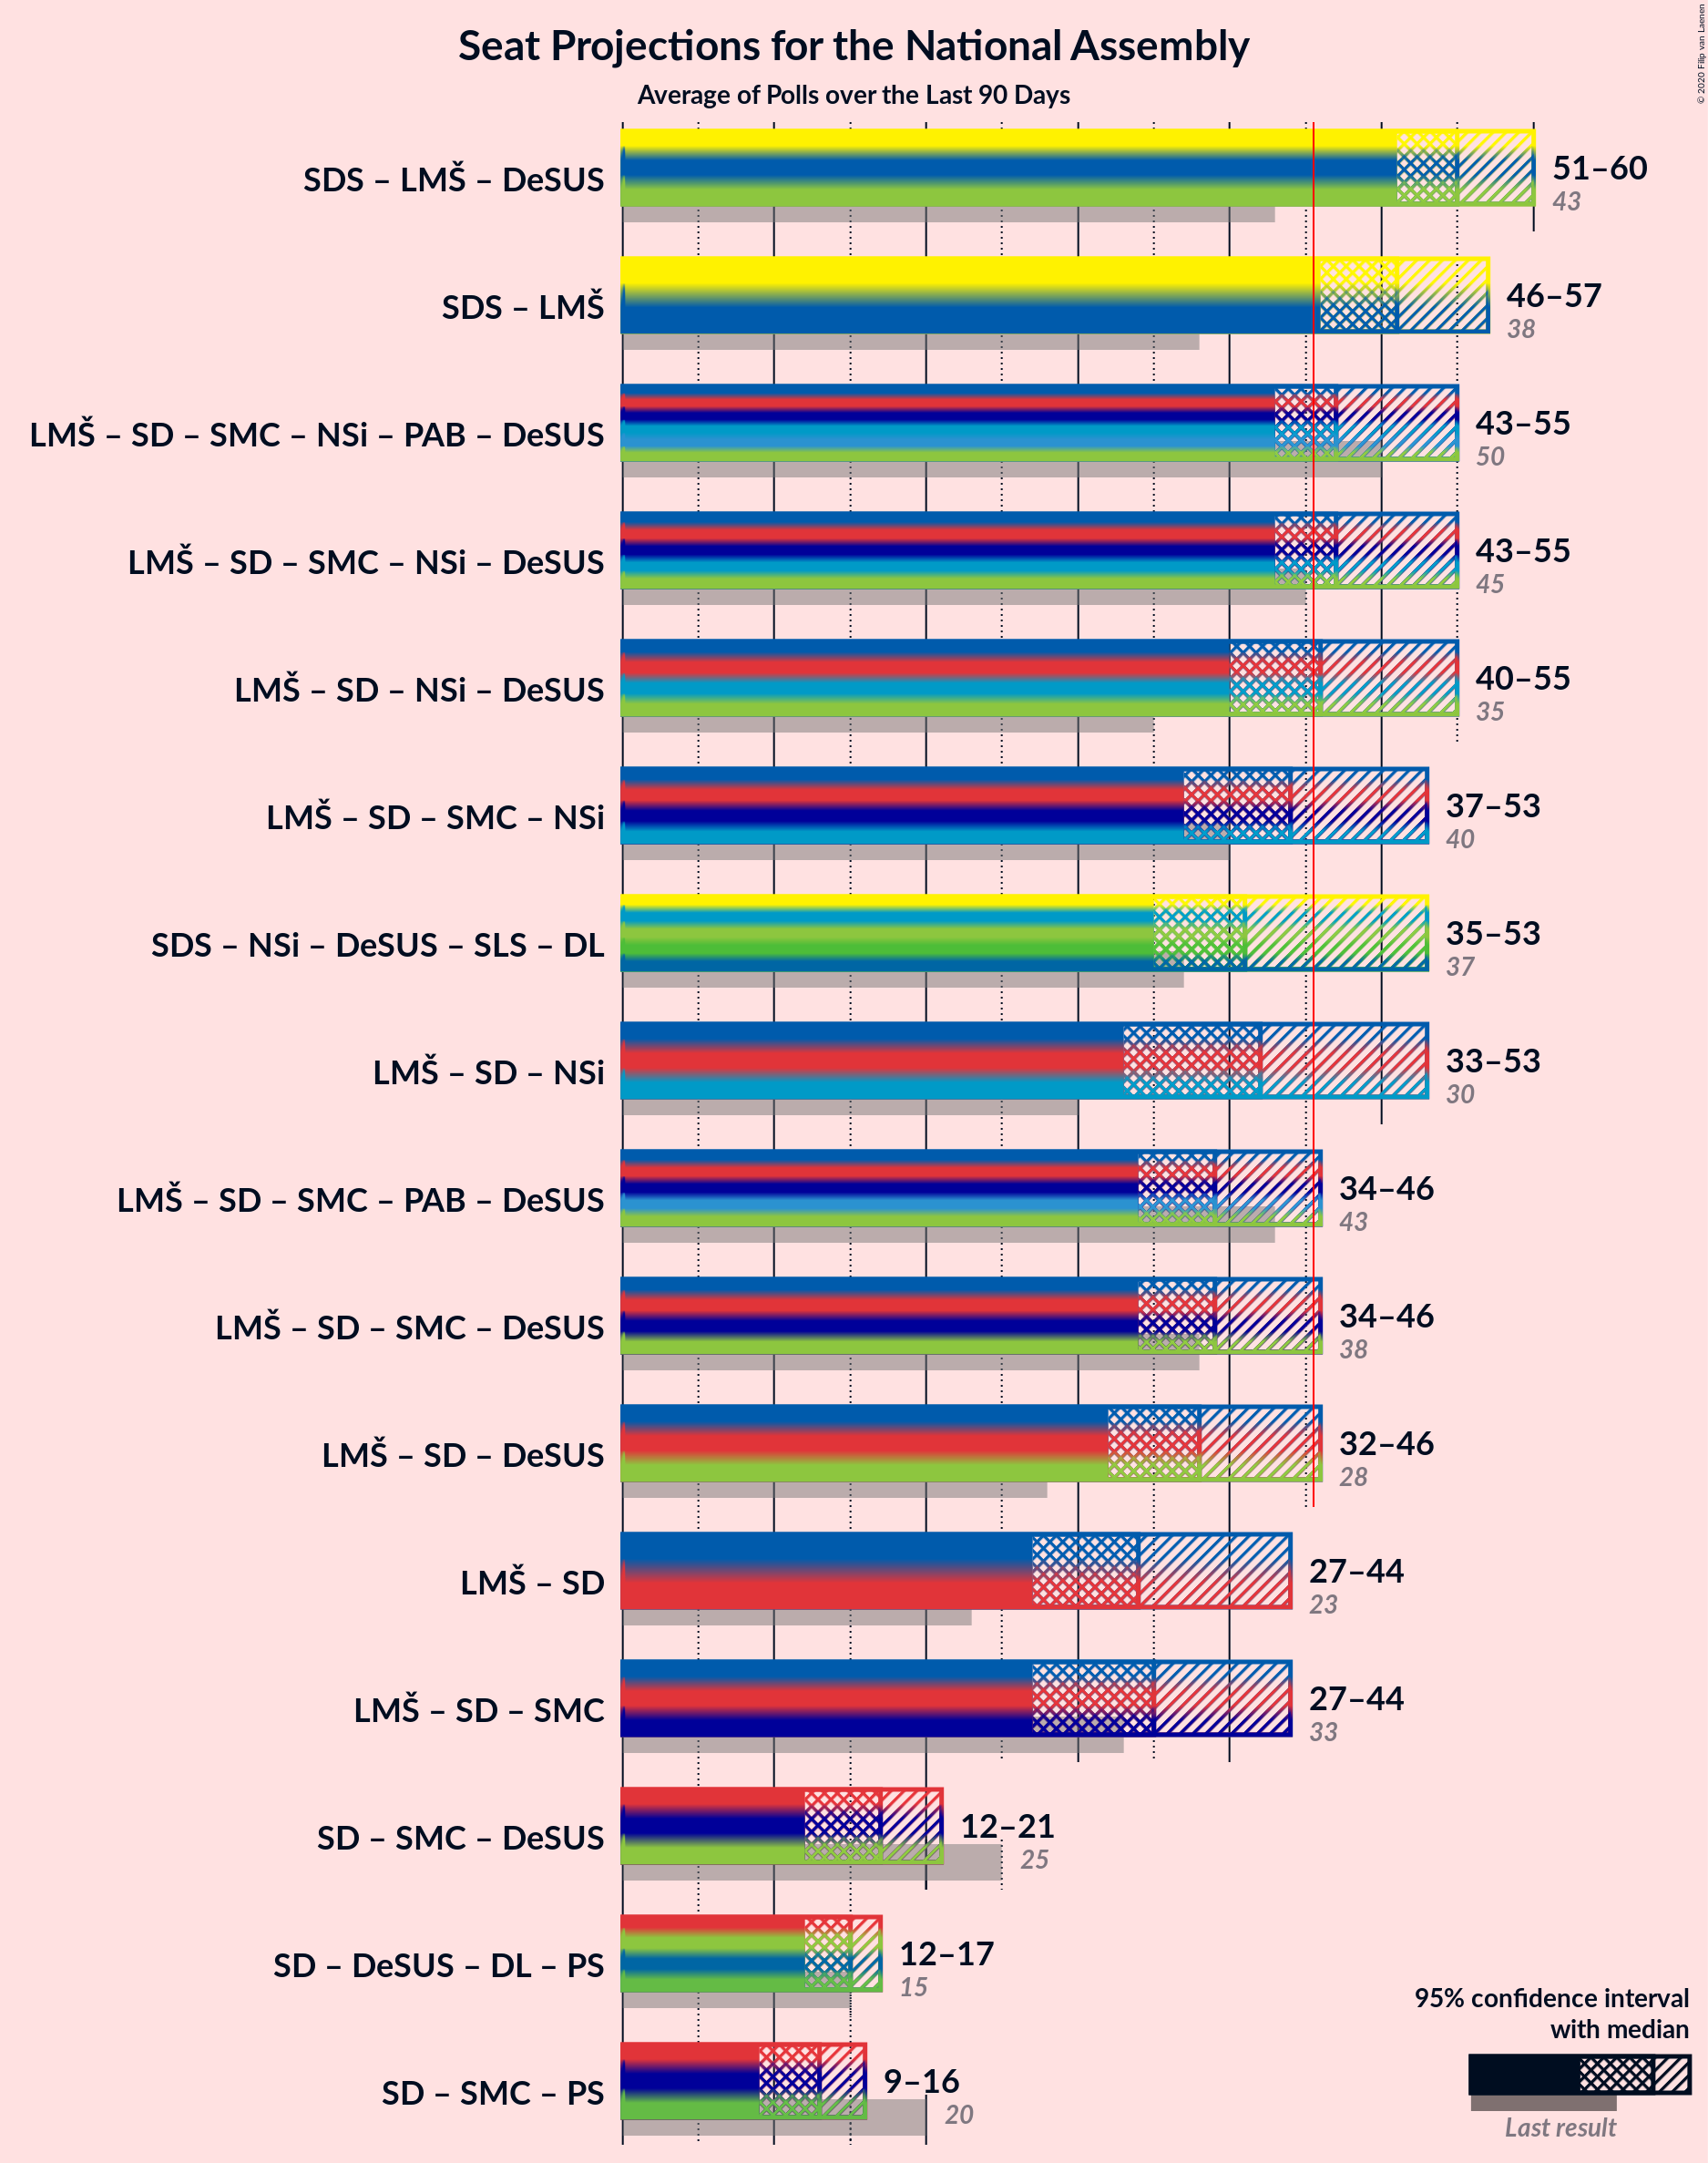 © 2020 Filip van Laenen
Seat Projections for the National Assembly
Average of Polls over the Last 90 Days
SDS – LMŠ – DeSUS
51–60
43
SDS – LMŠ
46–57
38
LMŠ – SD – SMC – NSi – PAB – DeSUS
43–55
50
LMŠ – SD – SMC – NSi – DeSUS
43–55
45
LMŠ – SD – NSi – DeSUS
40–55
35
LMŠ – SD – SMC – NSi
37–53
40
SDS – NSi – DeSUS – SLS – DL
35–53
37
LMŠ – SD – NSi
33–53
30
LMŠ – SD – SMC – PAB – DeSUS
34–46
43
LMŠ – SD – SMC – DeSUS
34–46
38
LMŠ – SD – DeSUS
32–46
28
LMŠ – SD
27–44
23
LMŠ – SD – SMC
27–44
33
SD – SMC – DeSUS
12–21
25
SD – DeSUS – DL – PS
12–17
15
SD – SMC – PS
9–16
20
95% confidence interval
with median
Last result